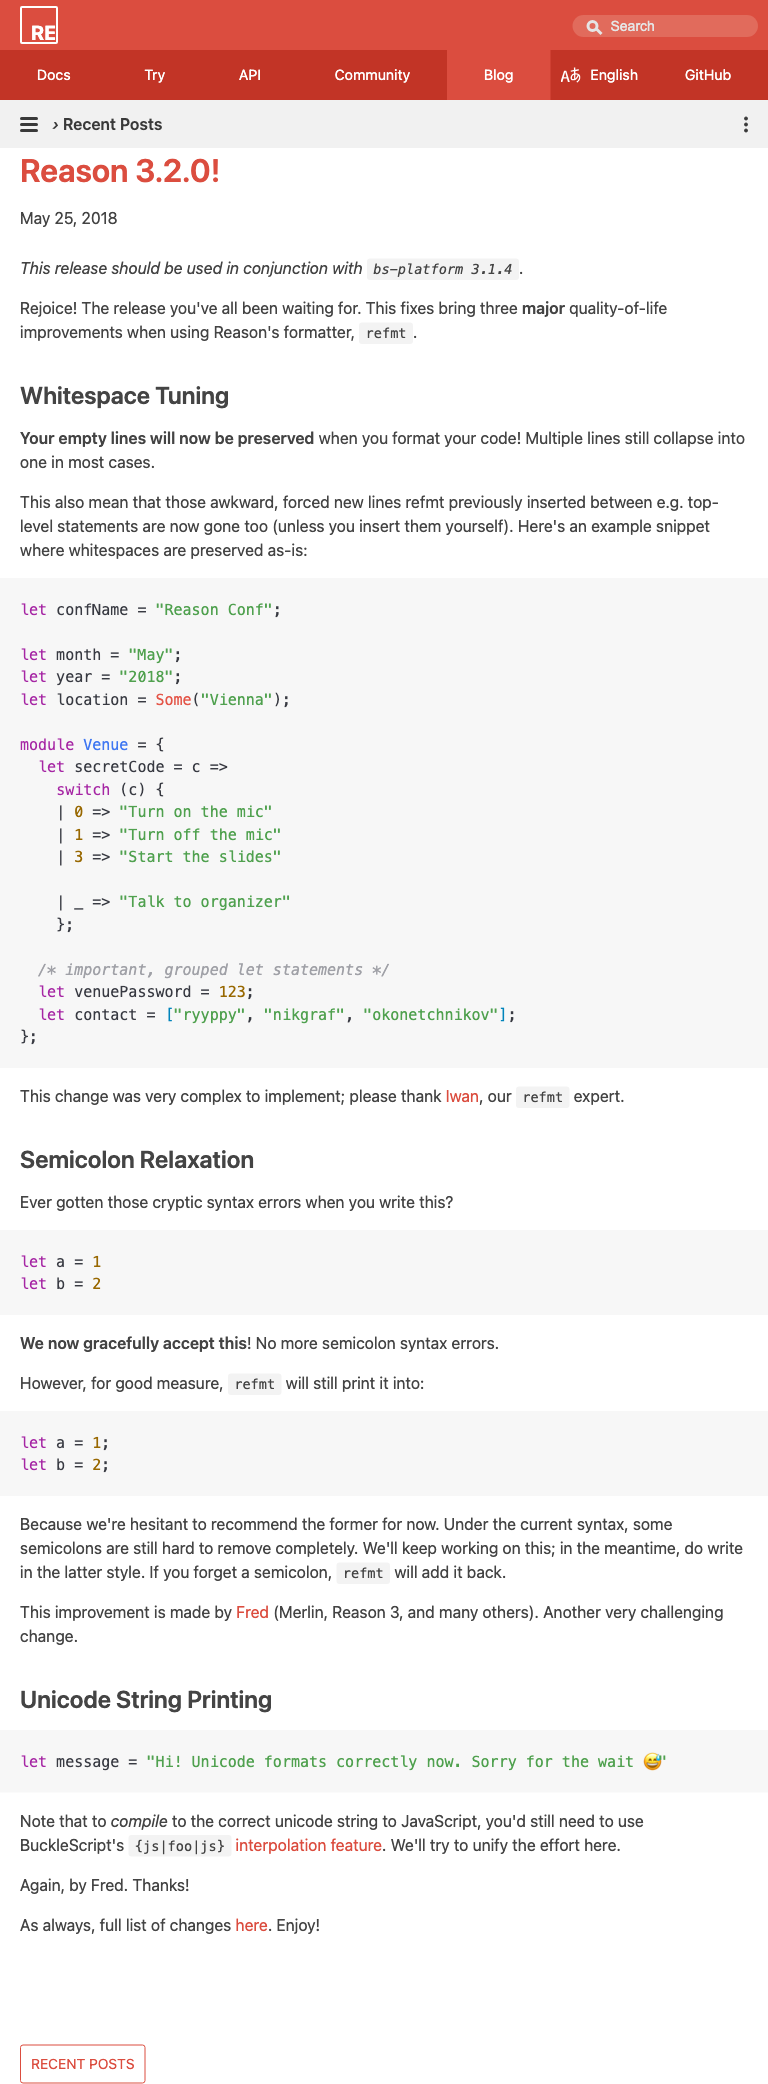 RE
Search
Docs Try API Community Blog Aあ English GitHub
› Recent Posts
Reason 3.2.0!
May 25, 2018
This release should be used in conjunction with bs-platform 3.1.4 .
Rejoice! The release you've all been waiting for. This fixes bring three major quality-of-life
improvements when using Reason's formatter, refmt .
Whitespace Tuning
Your empty lines will now be preserved when you format your code! Multiple lines still collapse into
one in most cases.
This also mean that those awkward, forced new lines refmt previously inserted between e.g. top-
level statements are now gone too (unless you insert them yourself). Here's an example snippet
where whitespaces are preserved as-is:
let confName = "Reason Conf";
let month = "May";
let year = "2018";
let location = Some("Vienna");
module Venue = {
  let secretCode = c =>
    switch (c) {
    | 0 => "Turn on the mic"
    | 1 => "Turn off the mic"
    | 3 => "Start the slides"
    | _ => "Talk to organizer"
    };
  /* important, grouped let statements */
  let venuePassword = 123;
  let contact = ["ryyppy", "nikgraf", "okonetchnikov"];
};
This change was very complex to implement; please thank Iwan, our refmt expert.
Semicolon Relaxation
Ever gotten those cryptic syntax errors when you write this?
let a = 1
let b = 2
We now gracefully accept this! No more semicolon syntax errors.
However, for good measure, refmt will still print it into:
let a = 1;
let b = 2;
Because we're hesitant to recommend the former for now. Under the current syntax, some
semicolons are still hard to remove completely. We'll keep working on this; in the meantime, do write
in the latter style. If you forget a semicolon, refmt will add it back.
This improvement is made by Fred (Merlin, Reason 3, and many others). Another very challenging
change.
Unicode String Printing
let message = "Hi! Unicode formats correctly now. Sorry for the wait 😅"
Note that to compile to the correct unicode string to JavaScript, you'd still need to use
BuckleScript's {js|foo|js} interpolation feature. We'll try to unify the effort here.
Again, by Fred. Thanks!
As always, full list of changes here. Enjoy!
RECENT POSTS